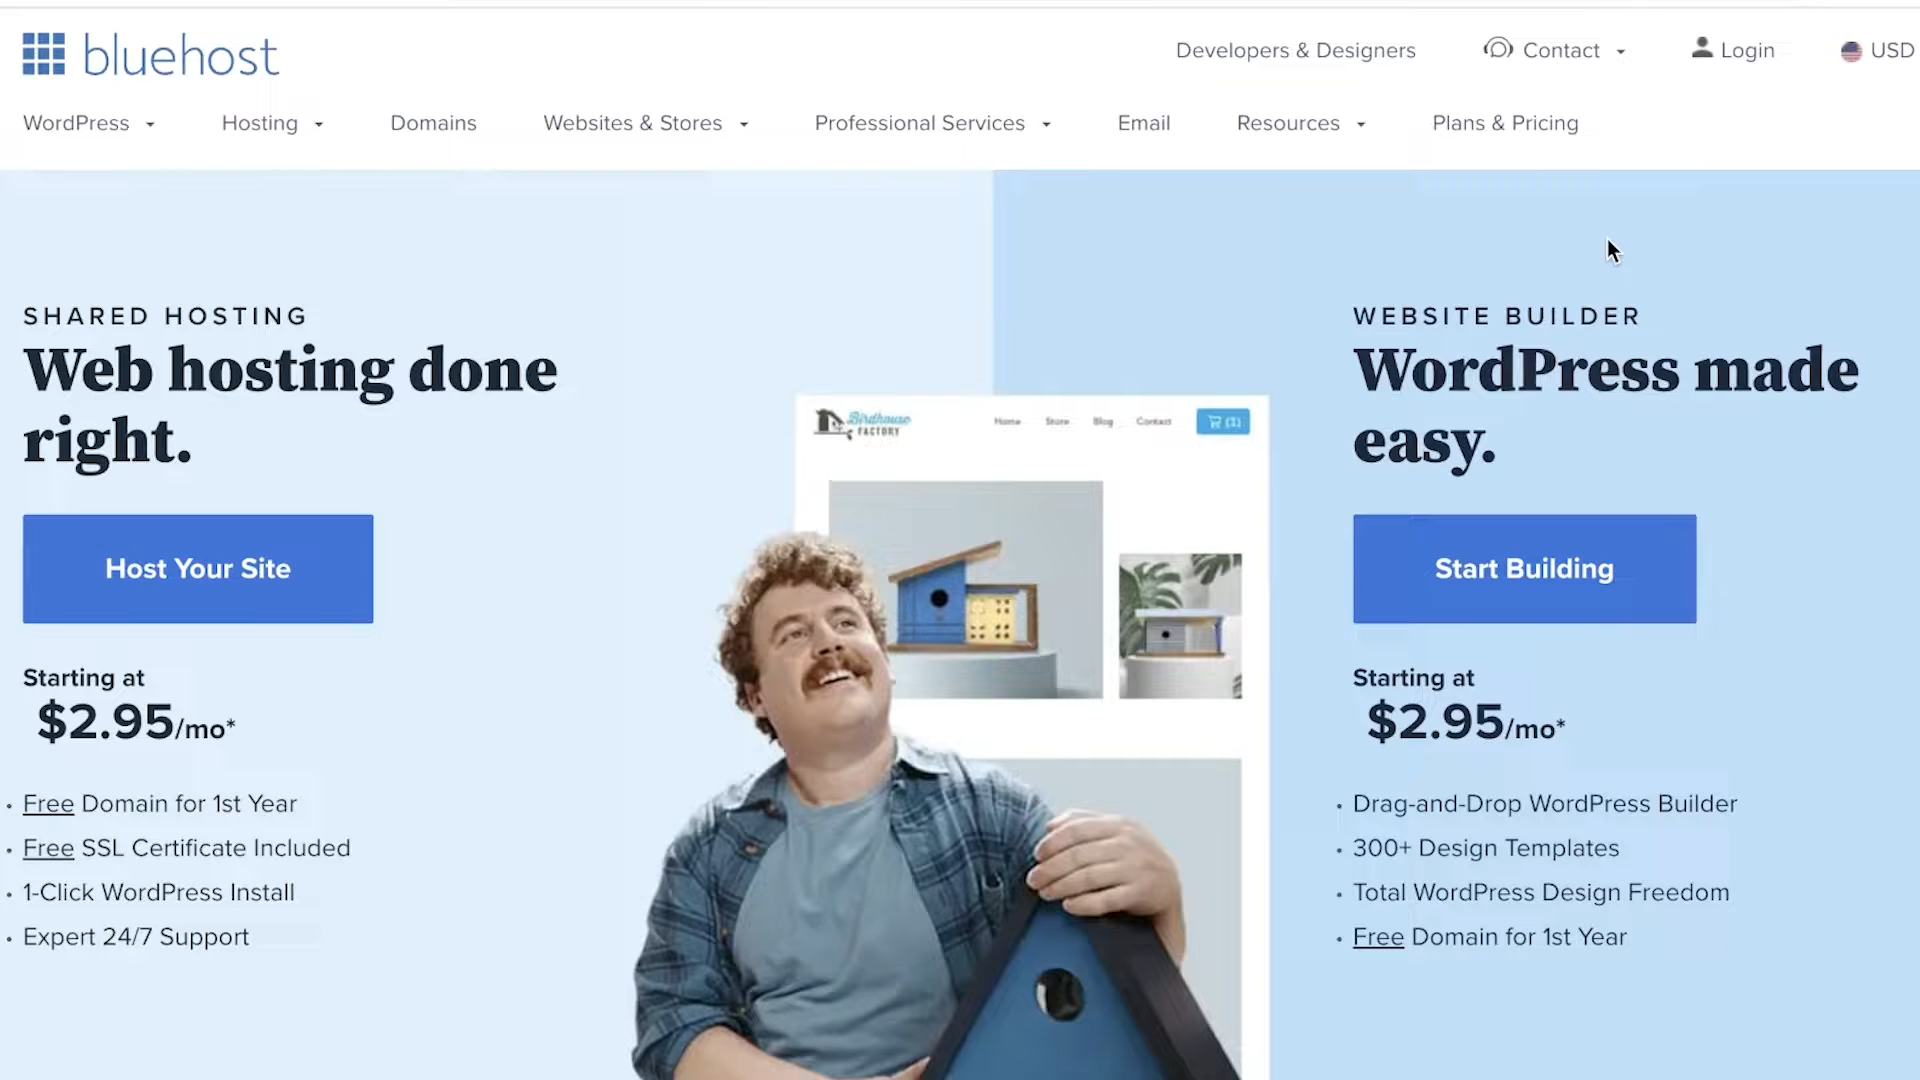 bluehost
Developers & Designers
Contact
Login
USD
WordPress
Hosting
Domains
Websites & Stores
Professional Services
Email
Resources
Plans & Pricing
SHARED HOSTING
Web hosting done
right.
Host Your Site
Starting at
$2.95/mo*
• Free Domain for 1st Year
• Free SSL Certificate Included
• 1-Click WordPress Install
• Expert 24/7 Support
Birdhouse
FACTORY
Home
Store
Blog
Contact
(1)
WEBSITE BUILDER
WordPress made
easy.
Start Building
Starting at
$2.95/mo*
• Drag-and-Drop WordPress Builder
• 300+ Design Templates
• Total WordPress Design Freedom
• Free Domain for 1st Year